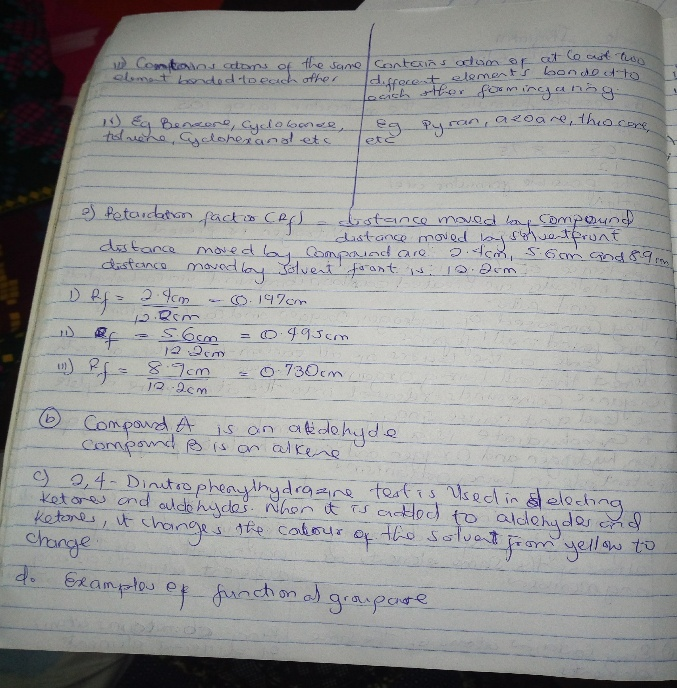 ii) Contains atoms of the same
element bonded to each other
Contains atom of at least two
different elements bonded to
each other forming a ring
iii) Eg Benzene, Cyclo
toluene, Cyclohexanol etc
eg Pyran, azoane,
etc
e) Retardation factor (Rf) = distance moved by compound
distance moved by solvent front
distance moved by Compound are 2.4cm, 5.6cm and 8.9cm
distance moved by Solvent front is: 12.2cm
i) Rf = 2.4cm = 0.197cm
12.2cm
ii) Rf = 5.6cm = 0.495cm
12.2cm
iii) Rf = 8.9cm = 0.730cm
12.2cm
(b) Compound A is an aldehyde
Compound B is an alkene
c) 2,4-Dinitrophenylhydrazine test is Used in detecting
Ketones and aldehydes. When it is added to aldehydes and
Ketones, it changes the colour of the solvent from yellow to
change
d. Examples of functional group are